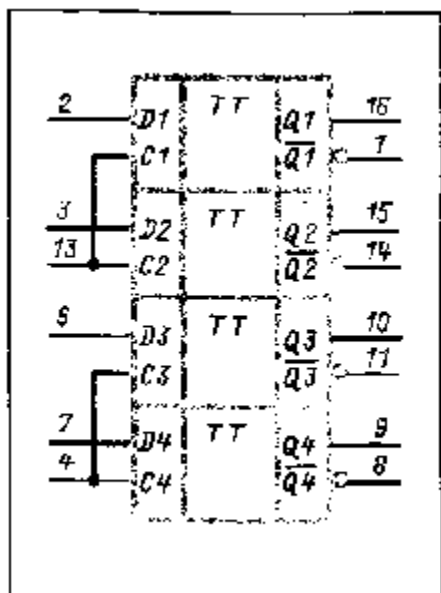 2 D1 TT Q1 16
C1 Q1 1
3 D2 TT Q2 15
13 C2 Q2 14
6 D3 TT Q3 10
C3 Q3 11
7 D4 TT Q4 9
4 C4 Q4 8